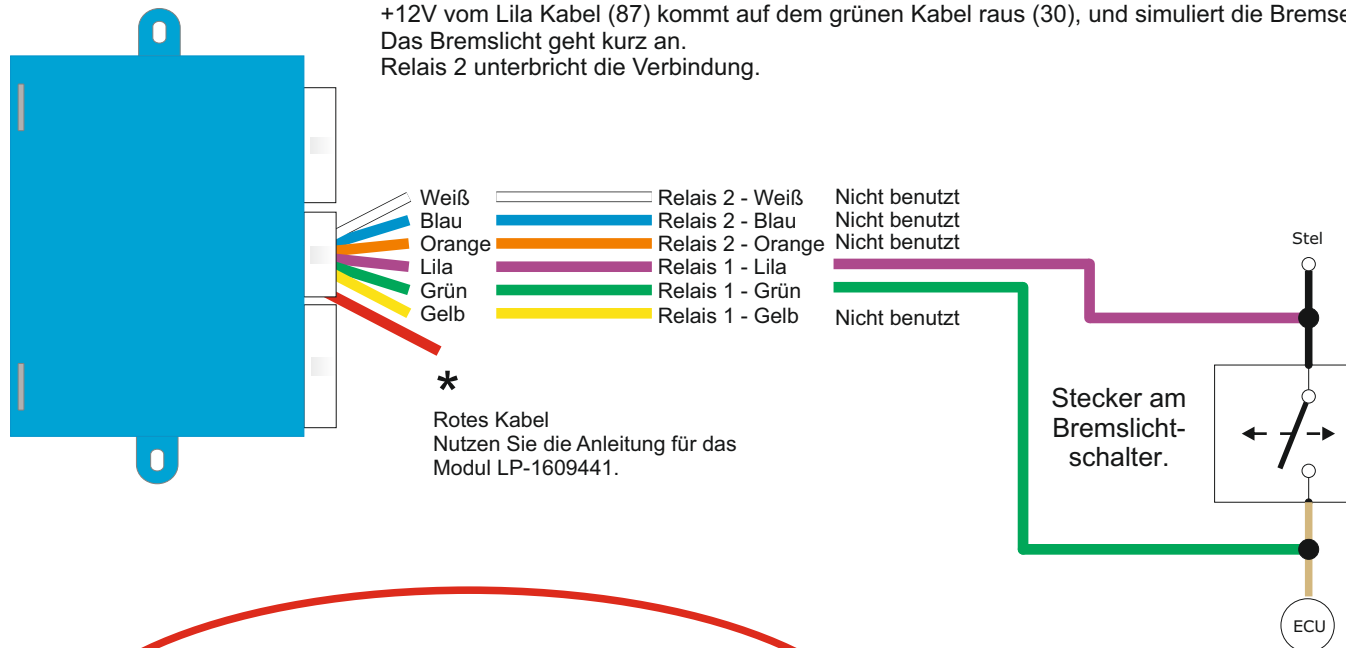 +12V vom Lila Kabel (87) kommt auf dem grünen Kabel raus (30), und simuliert die Bremse
Das Bremslicht geht kurz an.
Relais 2 unterbricht die Verbindung.
Weiß Relais 2 - Weiß Nicht benutzt
Blau Relais 2 - Blau Nicht benutzt
Orange Relais 2 - Orange Nicht benutzt
Lila Relais 1 - Lila
Grün Relais 1 - Grün
Gelb Relais 1 - Gelb Nicht benutzt
Stel
*
Rotes Kabel
Nutzen Sie die Anleitung für das
Modul LP-1609441.
Stecker am
Bremslicht-
schalter.
ECU